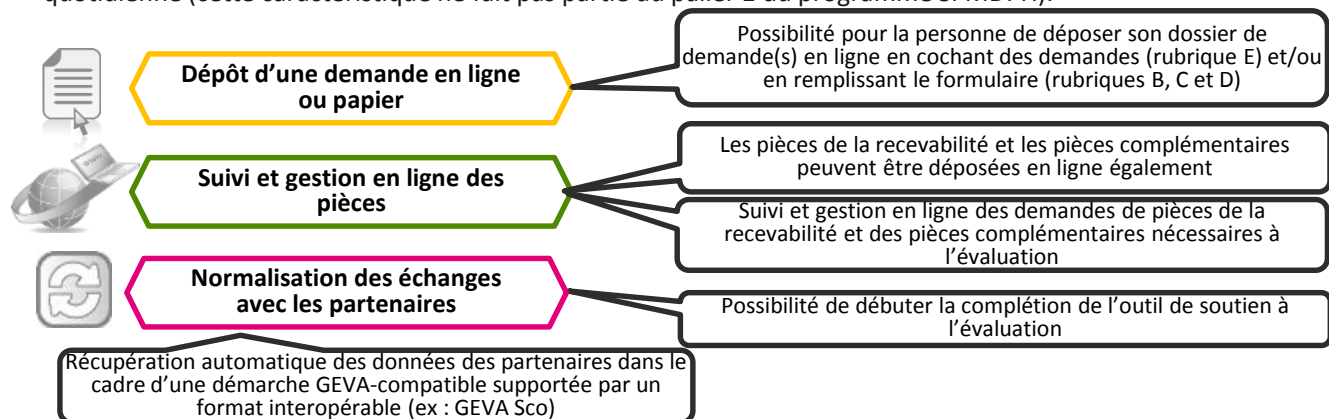 Dépôt d'une demande en ligne
ou papier
Possibilité pour la personne de déposer son dossier de
demande(s) en ligne en cochant des demandes (rubrique E) et/ou
en remplissant le formulaire (rubriques B, C et D)
Suivi et gestion en ligne des
pièces
Les pièces de la recevabilité et les pièces complémentaires
peuvent être déposées en ligne également
Suivi et gestion en ligne des demandes de pièces de la
recevabilité et des pièces complémentaires nécessaires à
l'évaluation
Normalisation des échanges
avec les partenaires
Possibilité de débuter la complétion de l'outil de soutien à
l'évaluation
Récupération automatique des données des partenaires dans le
cadre d'une démarche GEVA-compatible supportée par un
format interopérable (ex : GEVA Sco)